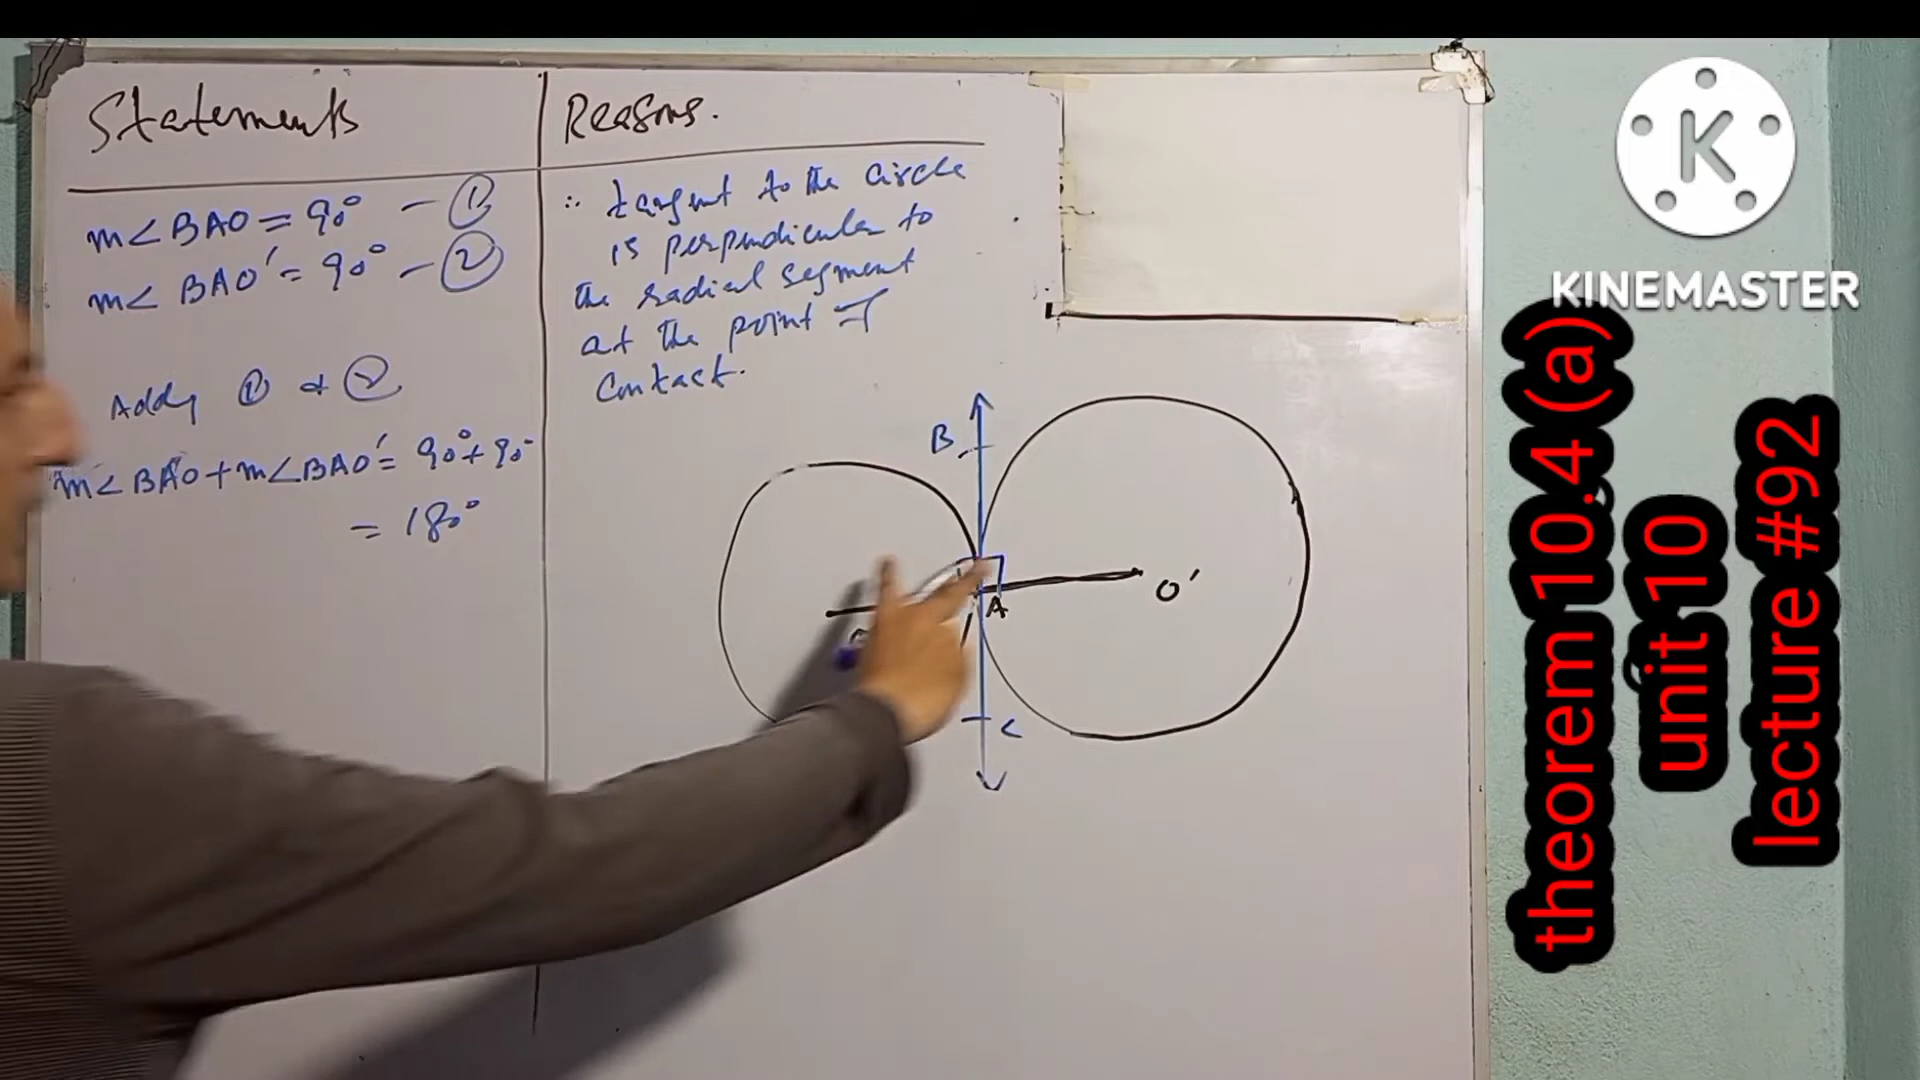 Statements
Reasons.
m∠BAO = 90° - ①
m∠BAO′ = 90° - ②
Adding ① & ②
m∠BAO + m∠BAO′ = 90° + 90°
= 180°
∵ tangent to the circle
is perpendicular to
the radial segment
at the point of
contact.
B
A
O′
C
K
KINEMASTER
theorem 10.4 (a)
unit 10
lecture #92